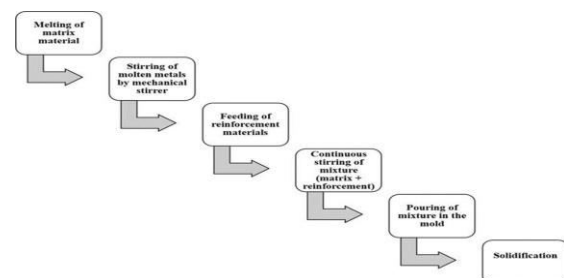 Melting of
matrix
material
Stirring of
molten metals
by mechanical
stirrer
Feeding of
reinforcement
materials
Continuous
stirring of
mixture
(matrix +
reinforcement)
Pouring of
mixture in the
mold
Solidification